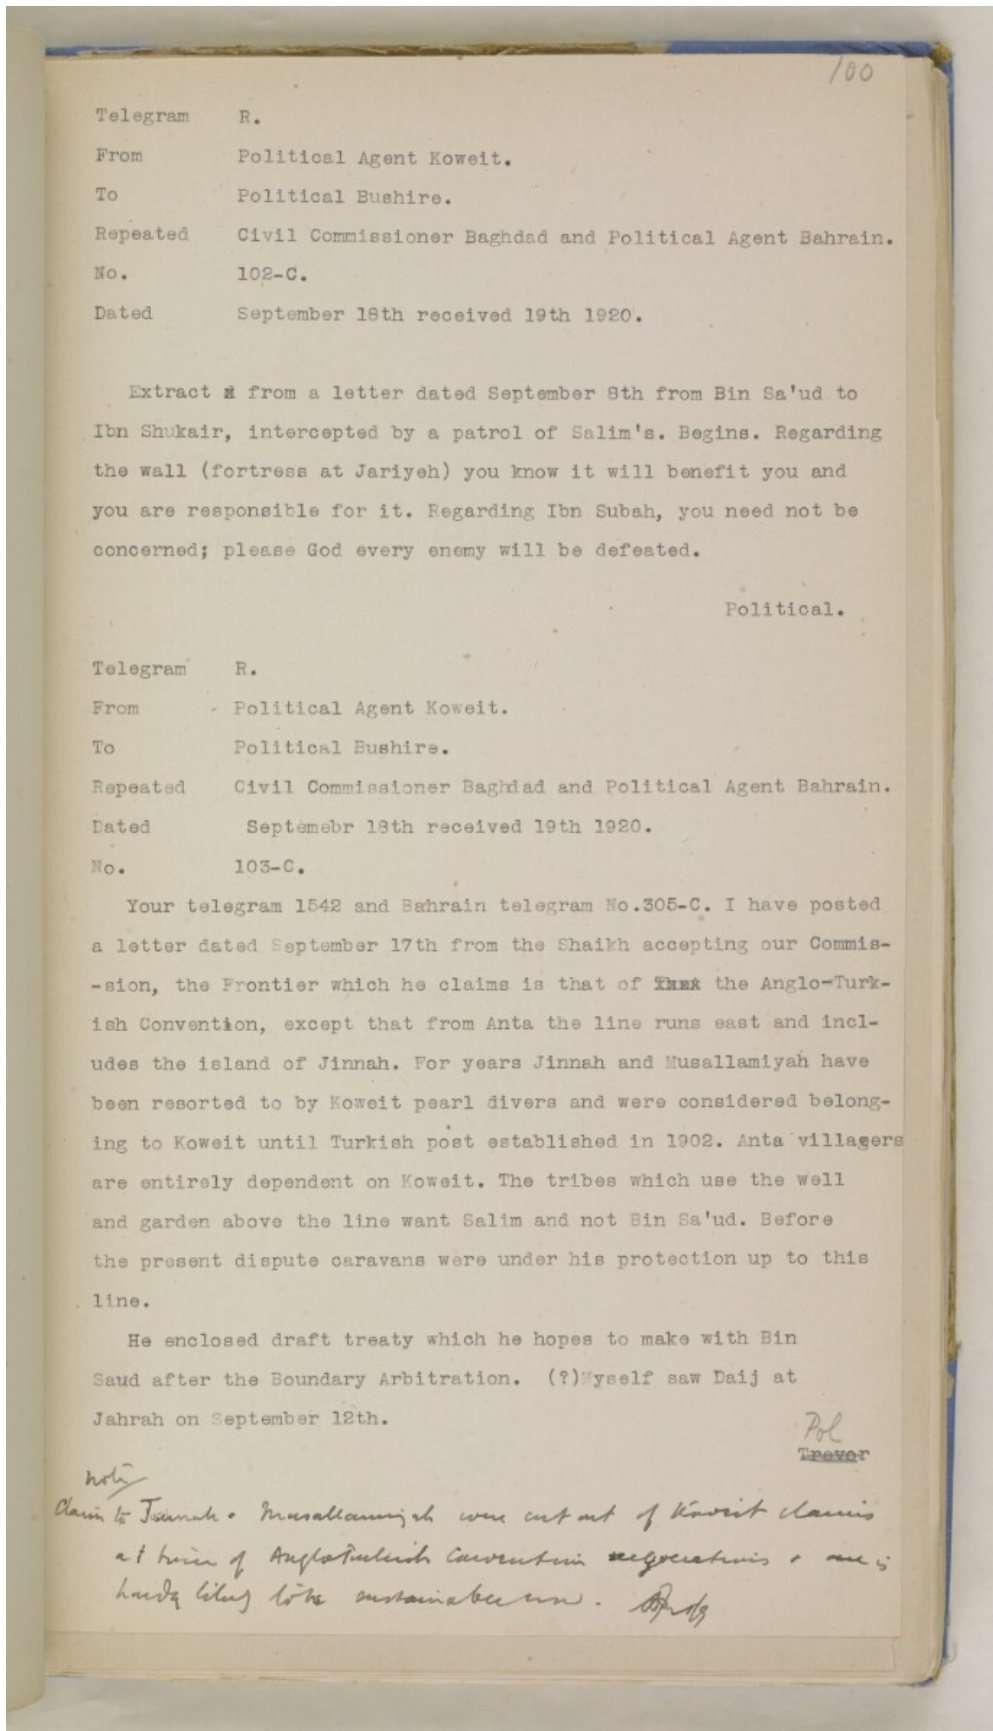 100
Telegram R.
From Political Agent Koweit.
To Political Bushire.
Repeated Civil Commissioner Baghdad and Political Agent Bahrain.
No. 102-C.
Dated September 18th received 19th 1920.
Extract from a letter dated September 8th from Bin Sa'ud to
Ibn Shukair, intercepted by a patrol of Salim's. Begins. Regarding
the wall (fortress at Jariyeh) you know it will benefit you and
you are responsible for it. Regarding Ibn Subah, you need not be
concerned; please God every enemy will be defeated.
Political.
Telegram R.
From - Political Agent Koweit.
To Political Bushire.
Repeated Civil Commissioner Baghdad and Political Agent Bahrain.
Dated Septemebr 18th received 19th 1920.
No. 103-C.
Your telegram 1542 and Bahrain telegram No.305-C. I have posted
a letter dated September 17th from the Shaikh accepting our Commis-
-sion, the Frontier which he claims is that of the Anglo-Turk-
ish Convention, except that from Anta the line runs east and incl-
udes the island of Jinnah. For years Jinnah and Musallamiyah have
been resorted to by Koweit pearl divers and were considered belong-
ing to Koweit until Turkish post established in 1902. Anta villagers
are entirely dependent on Koweit. The tribes which use the well
and garden above the line want Salim and not Bin Sa'ud. Before
the present dispute caravans were under his protection up to this
line.
He enclosed draft treaty which he hopes to make with Bin
Saud after the Boundary Arbitration. (?)Myself saw Daij at
Jahrah on September 12th.
Pol
Trevor
Note
Claim to Jinnah & Musallamiyah were cut out of Koweit claims
at time of Anglo Turkish Convention negociations &
hardly likely to be sustainable now.